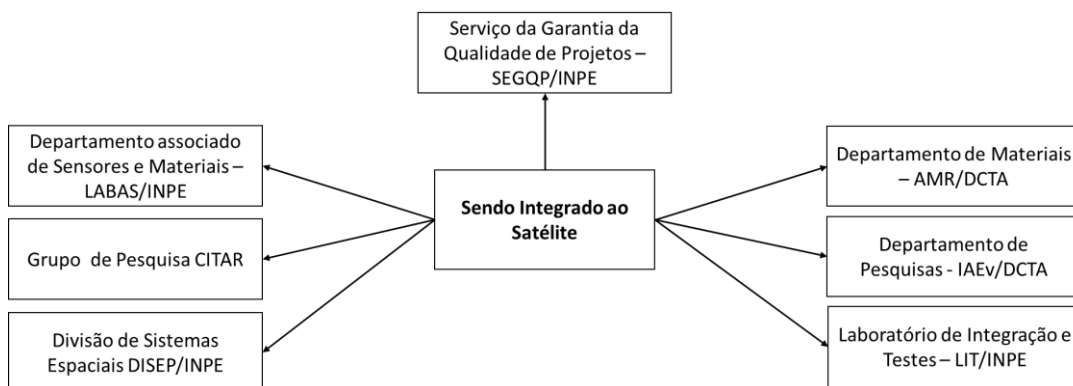 Serviço da Garantia da
Qualidade de Projetos –
SEGQP/INPE
Departamento associado
de Sensores e Materiais –
LABAS/INPE
Grupo de Pesquisa CITAR
Divisão de Sistemas
Espaciais DISEP/INPE
Sendo Integrado ao
Satélite
Departamento de Materiais
– AMR/DCTA
Departamento de
Pesquisas - IAEv/DCTA
Laboratório de Integração e
Testes – LIT/INPE